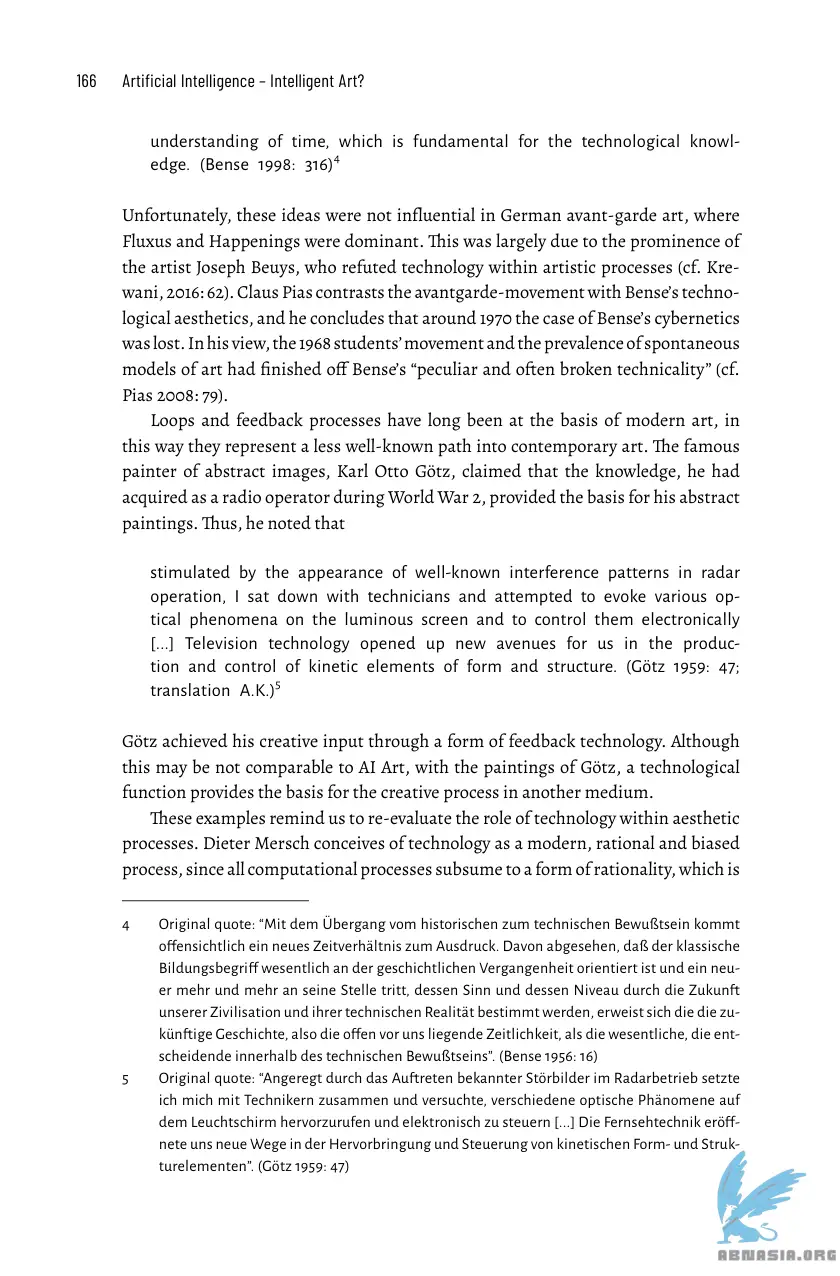 166 Artificial Intelligence – Intelligent Art?
understanding of time, which is fundamental for the technological knowl-
edge. (Bense 1998: 316)4
Unfortunately, these ideas were not influential in German avant-garde art, where
Fluxus and Happenings were dominant. This was largely due to the prominence of
the artist Joseph Beuys, who refuted technology within artistic processes (cf. Kre-
wani, 2016: 62). Claus Pias contrasts the avantgarde-movement with Bense’s techno-
logical aesthetics, and he concludes that around 1970 the case of Bense’s cybernetics
was lost. In his view, the 1968 students’ movement and the prevalence of spontaneous
models of art had finished off Bense’s “peculiar and often broken technicality” (cf.
Pias 2008: 79).
Loops and feedback processes have long been at the basis of modern art, in
this way they represent a less well-known path into contemporary art. The famous
painter of abstract images, Karl Otto Götz, claimed that the knowledge, he had
acquired as a radio operator during World War 2, provided the basis for his abstract
paintings. Thus, he noted that
stimulated by the appearance of well-known interference patterns in radar
operation, I sat down with technicians and attempted to evoke various op-
tical phenomena on the luminous screen and to control them electronically
[…] Television technology opened up new avenues for us in the produc-
tion and control of kinetic elements of form and structure. (Götz 1959: 47;
translation A.K.)5
Götz achieved his creative input through a form of feedback technology. Although
this may be not comparable to AI Art, with the paintings of Götz, a technological
function provides the basis for the creative process in another medium.
These examples remind us to re-evaluate the role of technology within aesthetic
processes. Dieter Mersch conceives of technology as a modern, rational and biased
process, since all computational processes subsume to a form of rationality, which is
4 Original quote: “Mit dem Übergang vom historischen zum technischen Bewußtsein kommt
offensichtlich ein neues Zeitverhältnis zum Ausdruck. Davon abgesehen, daß der klassische
Bildungsbegriff wesentlich an der geschichtlichen Vergangenheit orientiert ist und ein neu-
er mehr und mehr an seine Stelle tritt, dessen Sinn und dessen Niveau durch die Zukunft
unserer Zivilisation und ihrer technischen Realität bestimmt werden, erweist sich die die zu-
künftige Geschichte, also die offen vor uns liegende Zeitlichkeit, als die wesentliche, die ent-
scheidende innerhalb des technischen Bewußtseins”. (Bense 1956: 16)
5 Original quote: “Angeregt durch das Auftreten bekannter Störbilder im Radarbetrieb setzte
ich mich mit Technikern zusammen und versuchte, verschiedene optische Phänomene auf
dem Leuchtschirm hervorzurufen und elektronisch zu steuern […] Die Fernsehtechnik eröff-
nete uns neue Wege in der Hervorbringung und Steuerung von kinetischen Form- und Struk-
turelementen”. (Götz 1959: 47)
ABNASIA.ORG